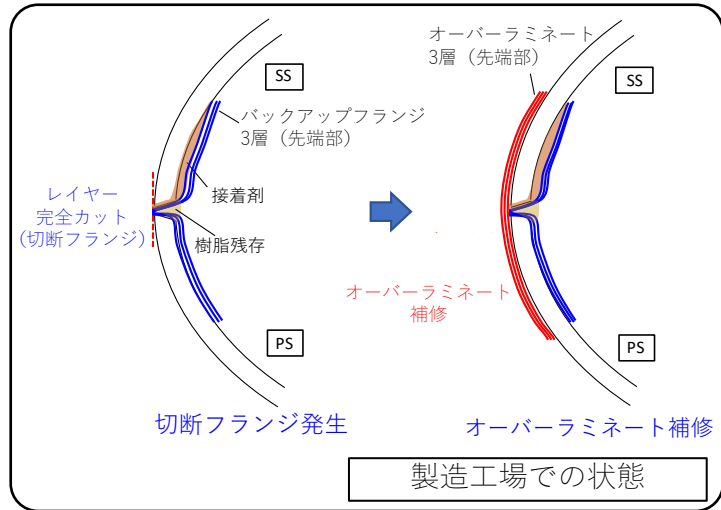 SS
バックアップフランジ
3層（先端部）
接着剤
レイヤー
完全カット
(切断フランジ)
樹脂残存
PS
切断フランジ発生
オーバーラミネート
3層（先端部）
SS
オーバーラミネート
補修
PS
オーバーラミネート補修
製造工場での状態